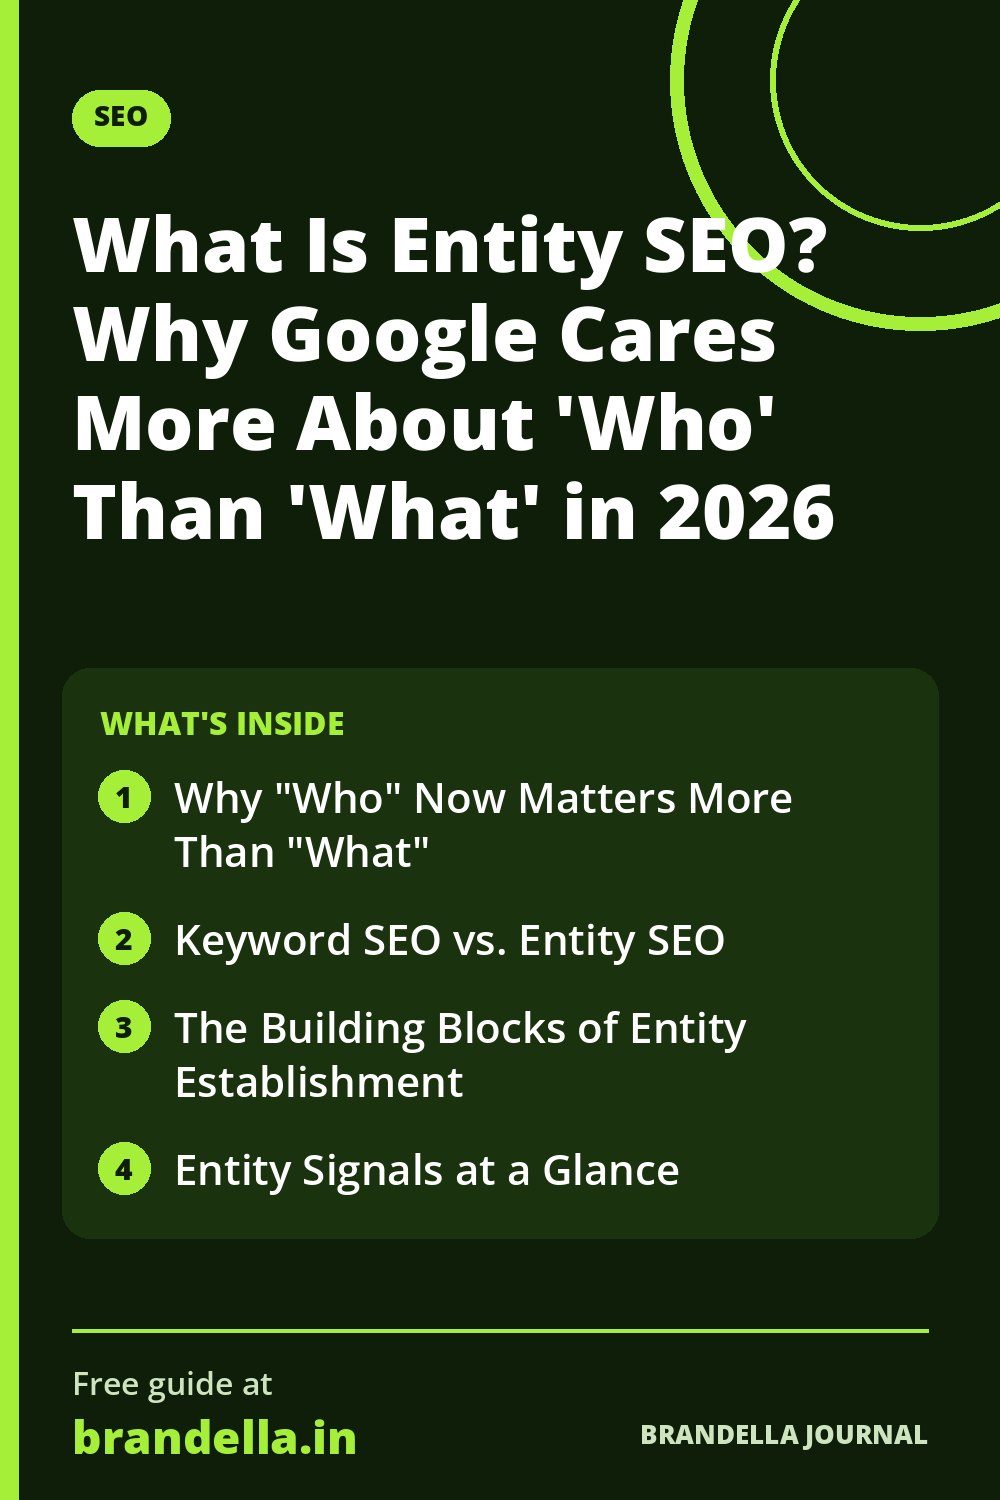 SEO
What Is Entity SEO?
Why Google Cares
More About 'Who'
Than 'What' in 2026
WHAT'S INSIDE
1 Why "Who" Now Matters More
Than "What"
2 Keyword SEO vs. Entity SEO
3 The Building Blocks of Entity
Establishment
4 Entity Signals at a Glance
Free guide at
brandella.in
BRANDELLA JOURNAL